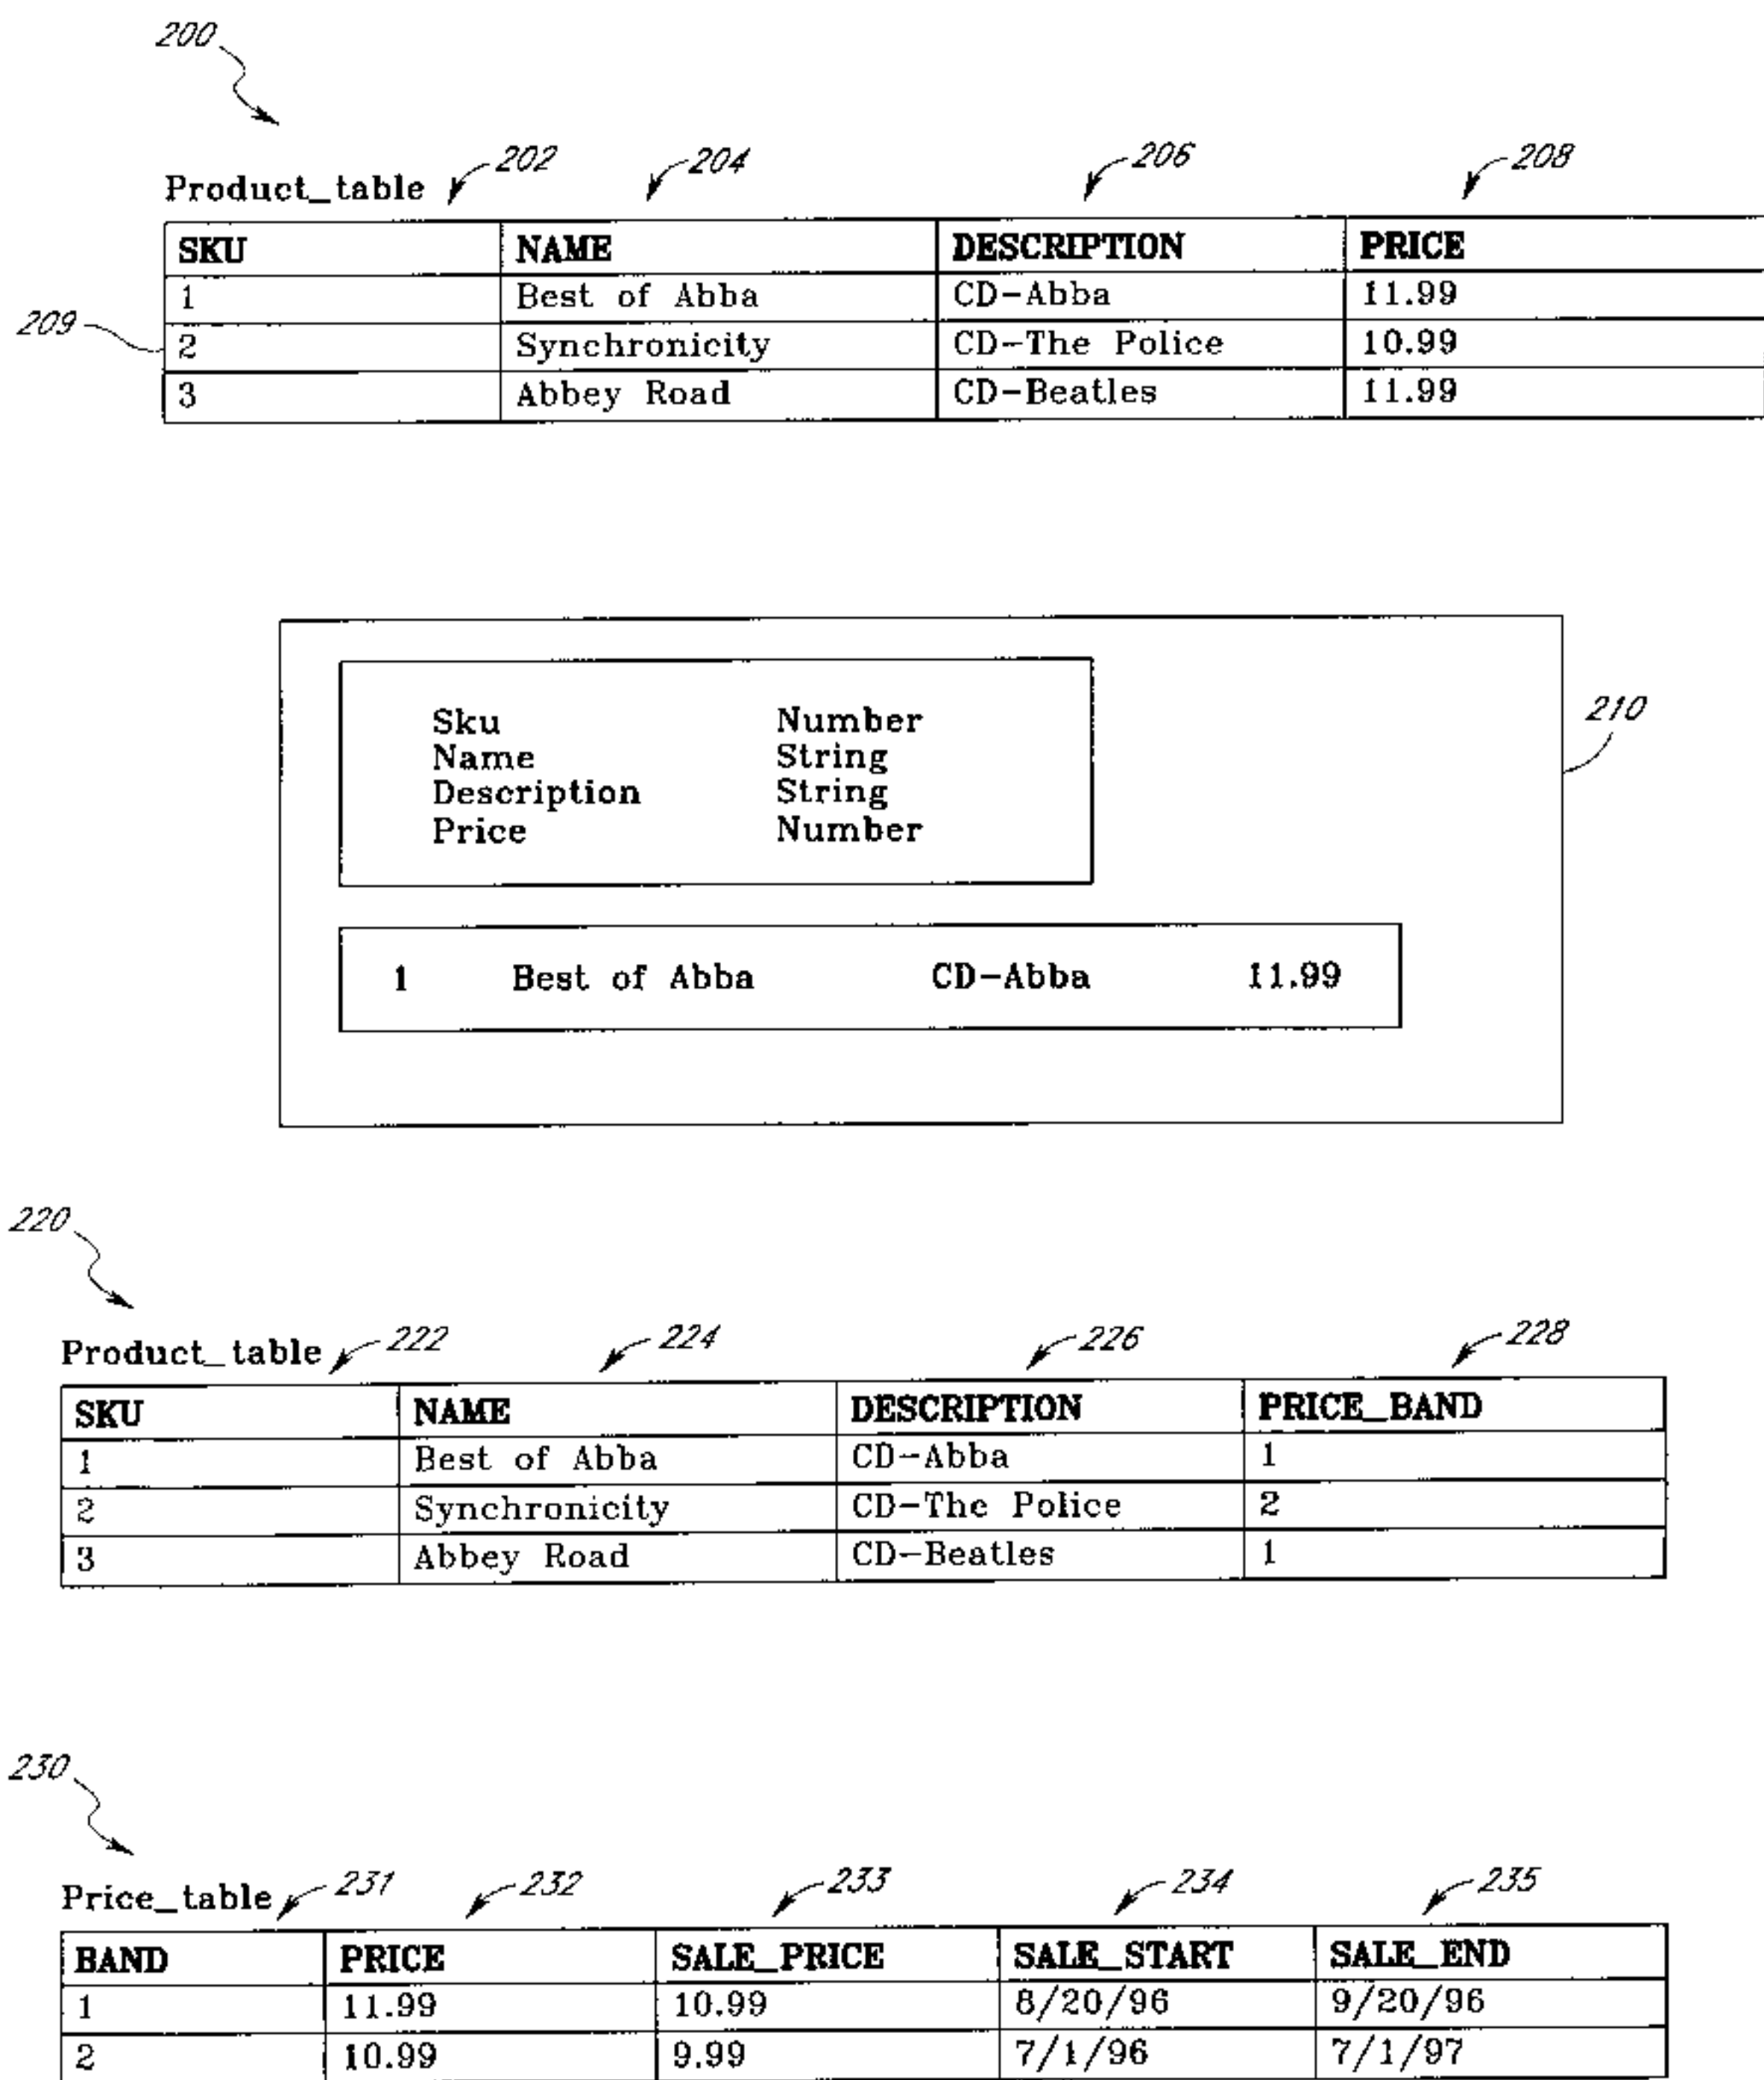 200
202 204 206 208
Product_table
SKU NAME DESCRIPTION PRICE
1 Best of Abba CD-Abba 11.99
209
2 Synchronicity CD-The Police 10.99
3 Abbey Road CD-Beatles 11.99
210
Sku Number
Name String
Description String
Price Number
1 Best of Abba CD-Abba 11.99
220
222 224 226 228
Product_table
SKU NAME DESCRIPTION PRICE_BAND
1 Best of Abba CD-Abba 1
2 Synchronicity CD-The Police 2
3 Abbey Road CD-Beatles 1
230
231 232 233 234 235
Price_table
BAND PRICE SALE_PRICE SALE_START SALE_END
1 11.99 10.99 8/20/96 9/20/96
2 10.99 9.99 7/1/96 7/1/97